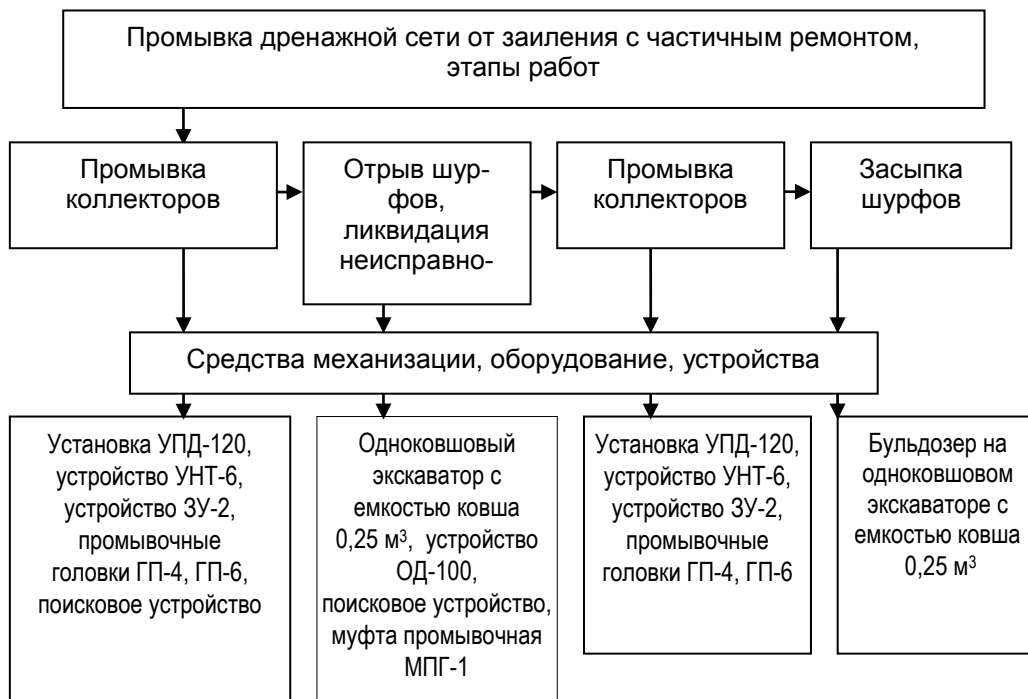 Промывка дренажной сети от заиления с частичным ремонтом,
этапы работ
Промывка
коллекторов
Отрыв шур-
фов,
ликвидация
неисправно-
Промывка
коллекторов
Засыпка
шурфов
Средства механизации, оборудование, устройства
Установка УПД-120,
устройство УНТ-6,
устройство ЗУ-2,
промывочные
головки ГП-4, ГП-6,
поисковое устройство
Одноковшовый
экскаватор с
емкостью ковша
0,25 м³, устройство
ОД-100,
поисковое устройство,
муфта промывочная
МПГ-1
Установка УПД-120,
устройство УНТ-6,
устройство ЗУ-2,
промывочные
головки ГП-4, ГП-6
Бульдозер на
одноковшовом
экскаваторе с
емкостью ковша
0,25 м³